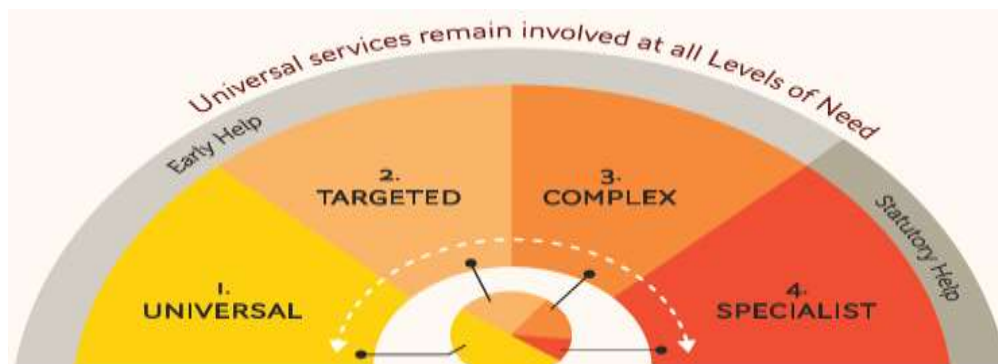 Universal services remain involved at all Levels of Need
Early Help
2.
TARGETED
3.
COMPLEX
Statutory Help
1.
UNIVERSAL
4.
SPECIALIST